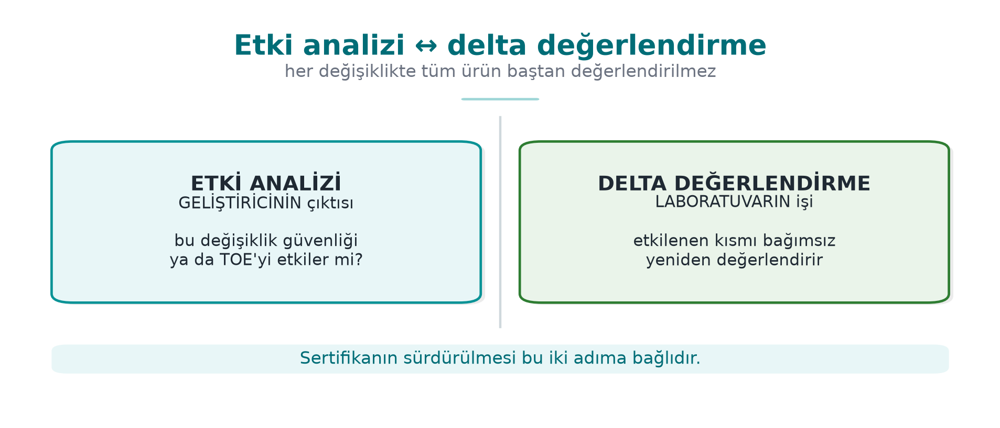 Etki analizi ↔ delta değerlendirme
her değişiklikte tüm ürün baştan değerlendirilmez
ETKİ ANALİZİ
GELİŞTİRİCİNİN çıktısı
bu değişiklik güvenliği
ya da TOE'yi etkiler mi?
DELTA DEĞERLENDİRME
LABORATUVARIN işi
etkilenen kısmı bağımsız
yeniden değerlendirir
Sertifikanın sürdürülmesi bu iki adıma bağlıdır.